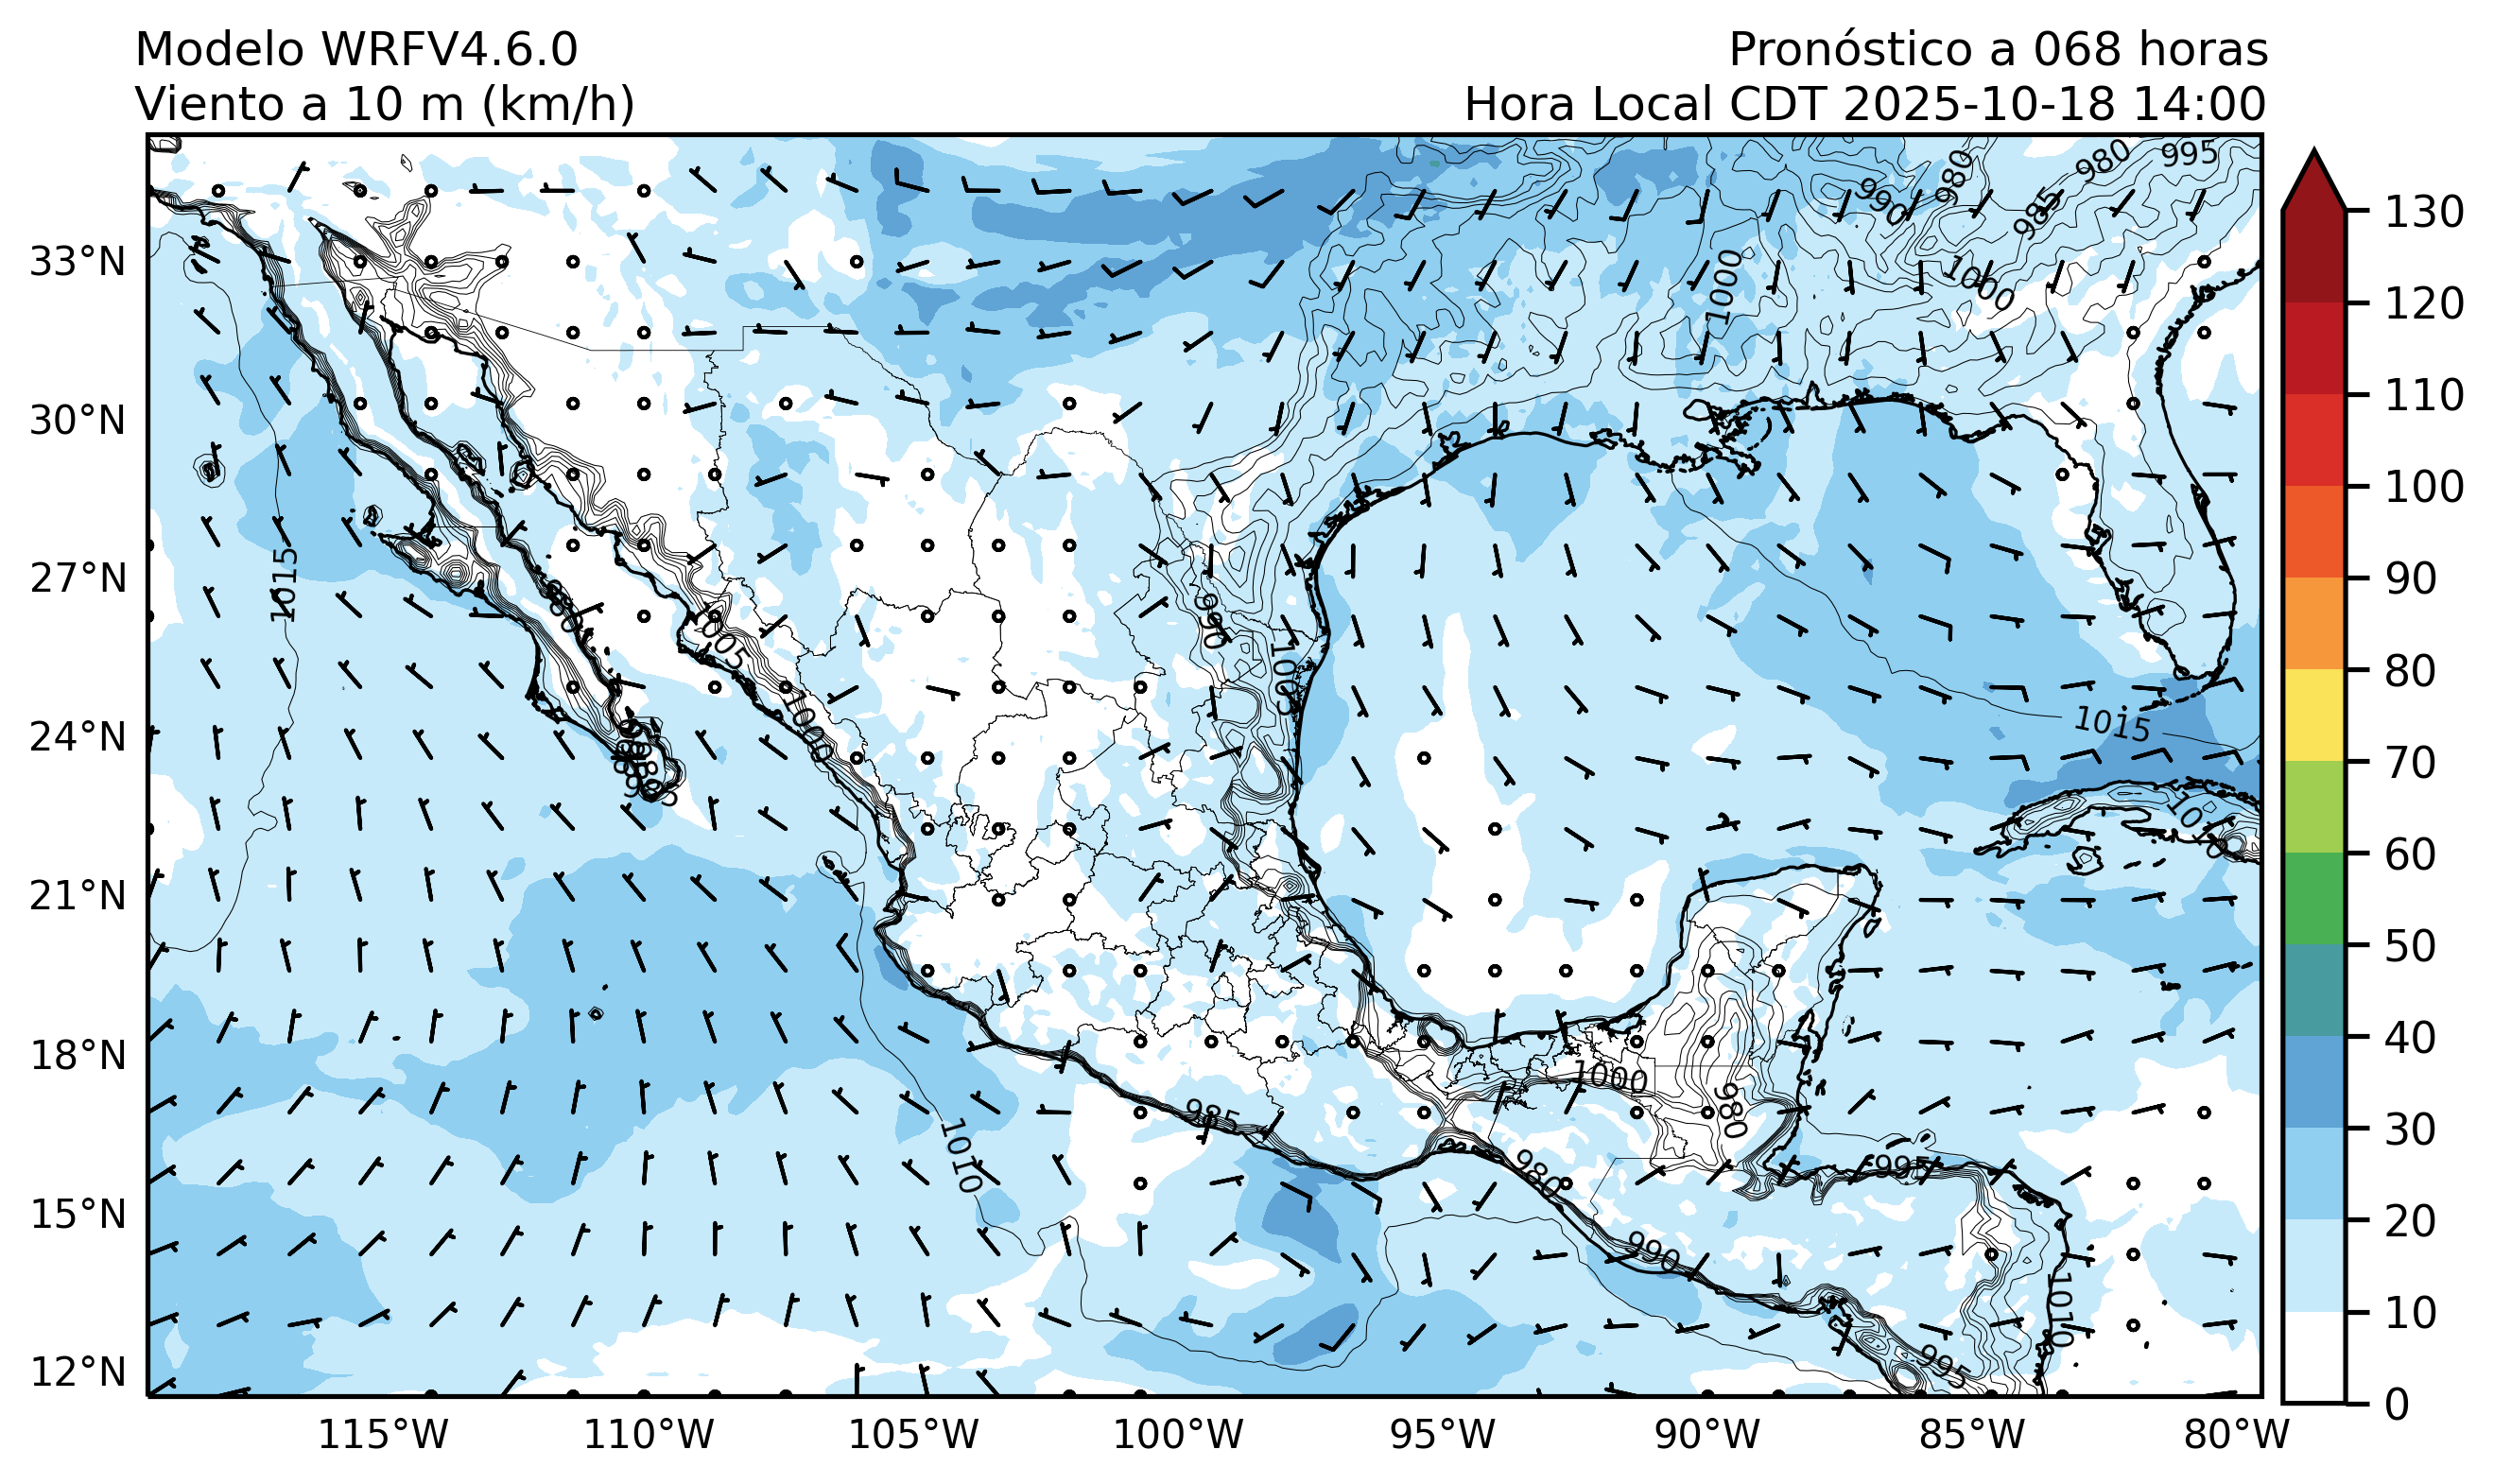 Modelo WRFV4.6.0
Pronóstico a 068 horas
Viento a 10 m (km/h)
Hora Local CDT 2025-10-18 14:00
33°N
30°N
27°N
24°N
21°N
18°N
15°N
12°N
115°W
110°W
105°W
100°W
95°W
90°W
85°W
80°W
130
120
110
100
90
80
70
60
50
40
30
20
10
0
980
995
980
990
985
1000
1000
1015
990
1005
1005
1000
1015
1000
980
985
1010
980
995
990
1010
995